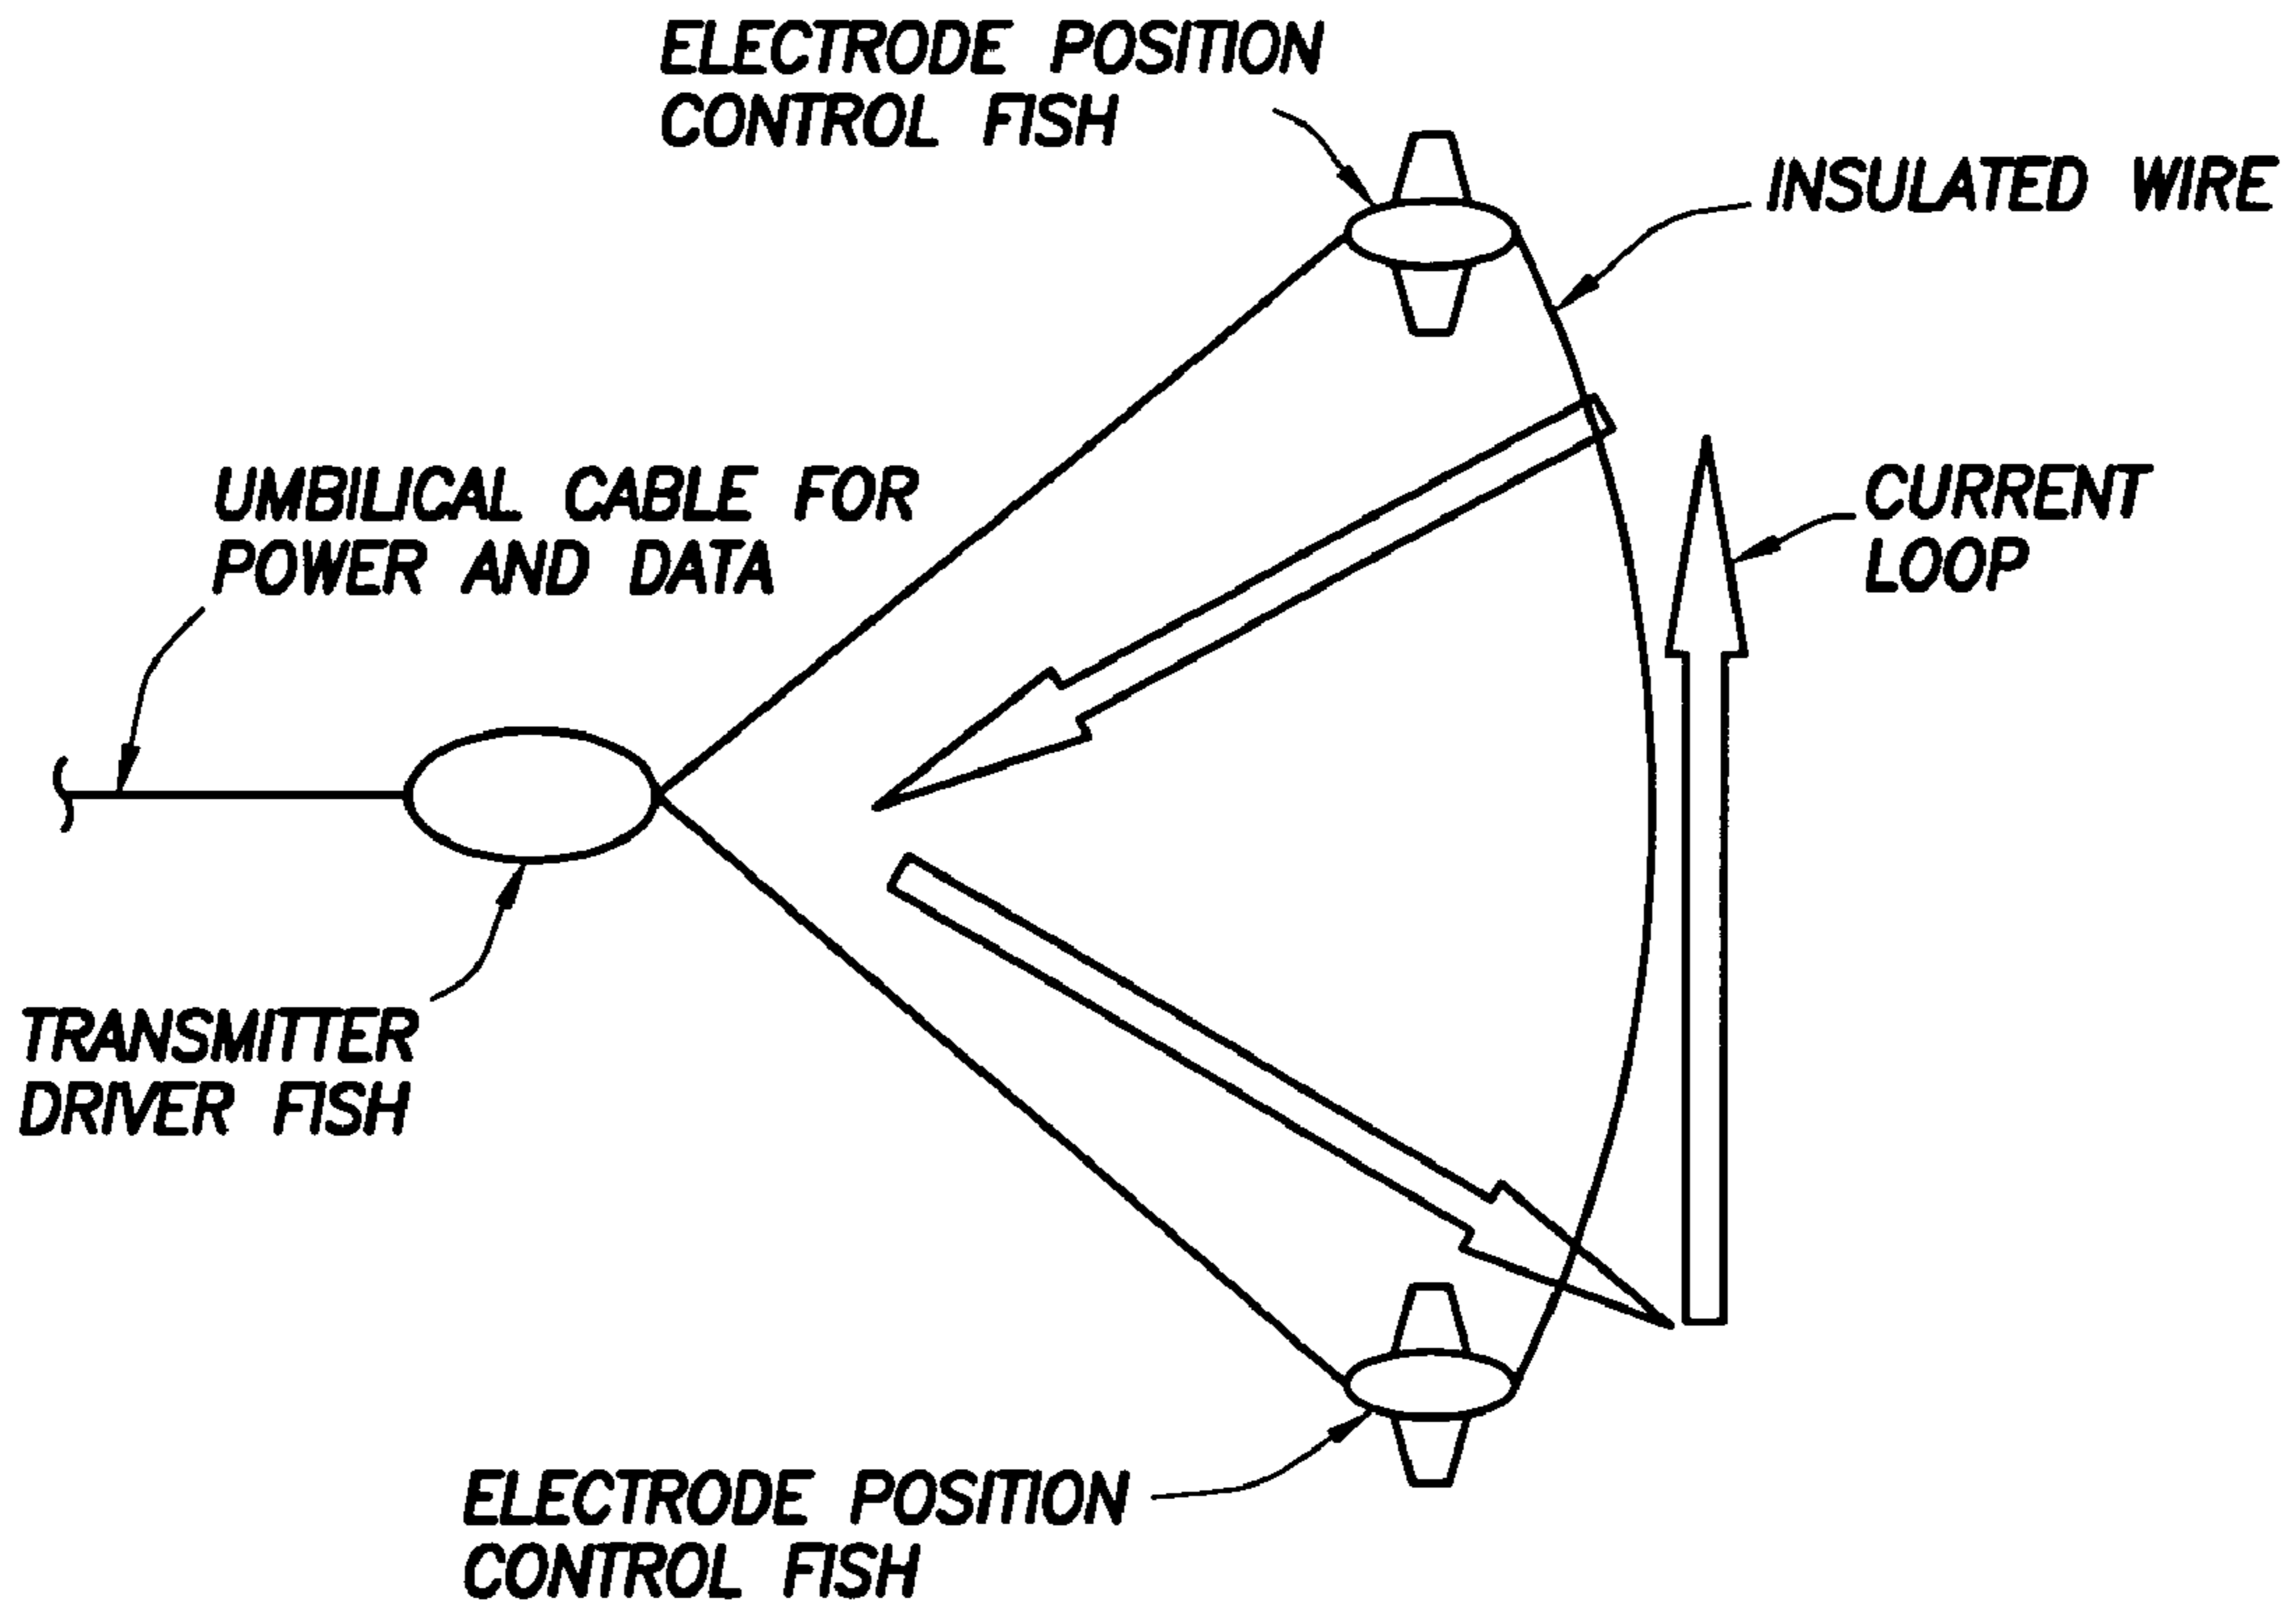 ELECTRODE POSITION
CONTROL FISH
INSULATED WIRE
UMBILICAL CABLE FOR
POWER AND DATA
CURRENT
LOOP
TRANSMITTER
DRIVER FISH
ELECTRODE POSITION
CONTROL FISH